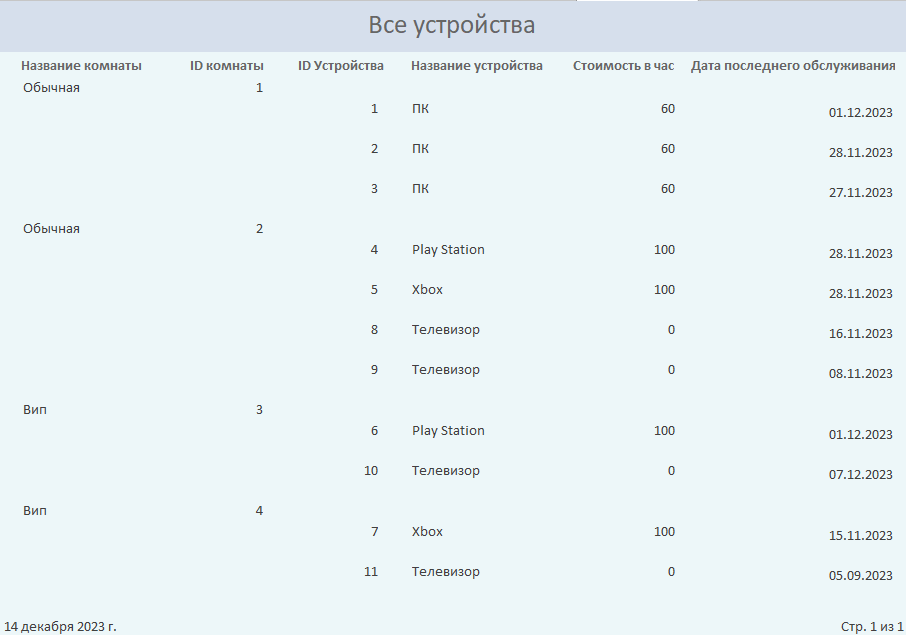 Все устройства
Название комнаты ID комнаты ID Устройства Название устройства Стоимость в час Дата последнего обслуживания
Обычная 1
1 ПК 60 01.12.2023
2 ПК 60 28.11.2023
3 ПК 60 27.11.2023
Обычная 2
4 Play Station 100 28.11.2023
5 Xbox 100 28.11.2023
8 Телевизор 0 16.11.2023
9 Телевизор 0 08.11.2023
Вип 3
6 Play Station 100 01.12.2023
10 Телевизор 0 07.12.2023
Вип 4
7 Xbox 100 15.11.2023
11 Телевизор 0 05.09.2023
14 декабря 2023 г. Стр. 1 из 1